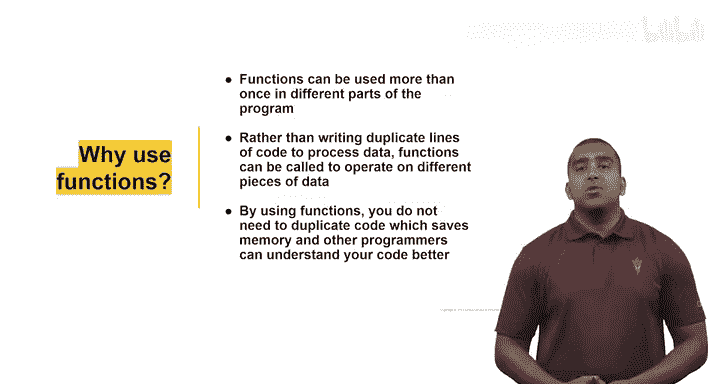 Why use
functions?
● Functions can be used more than
once in different parts of the
program
● Rather than writing duplicate lines
of code to process data, functions
can be called to operate on different
pieces of data
● By using functions, you do not
need to duplicate code which saves
memory and other programmers
can understand your code better